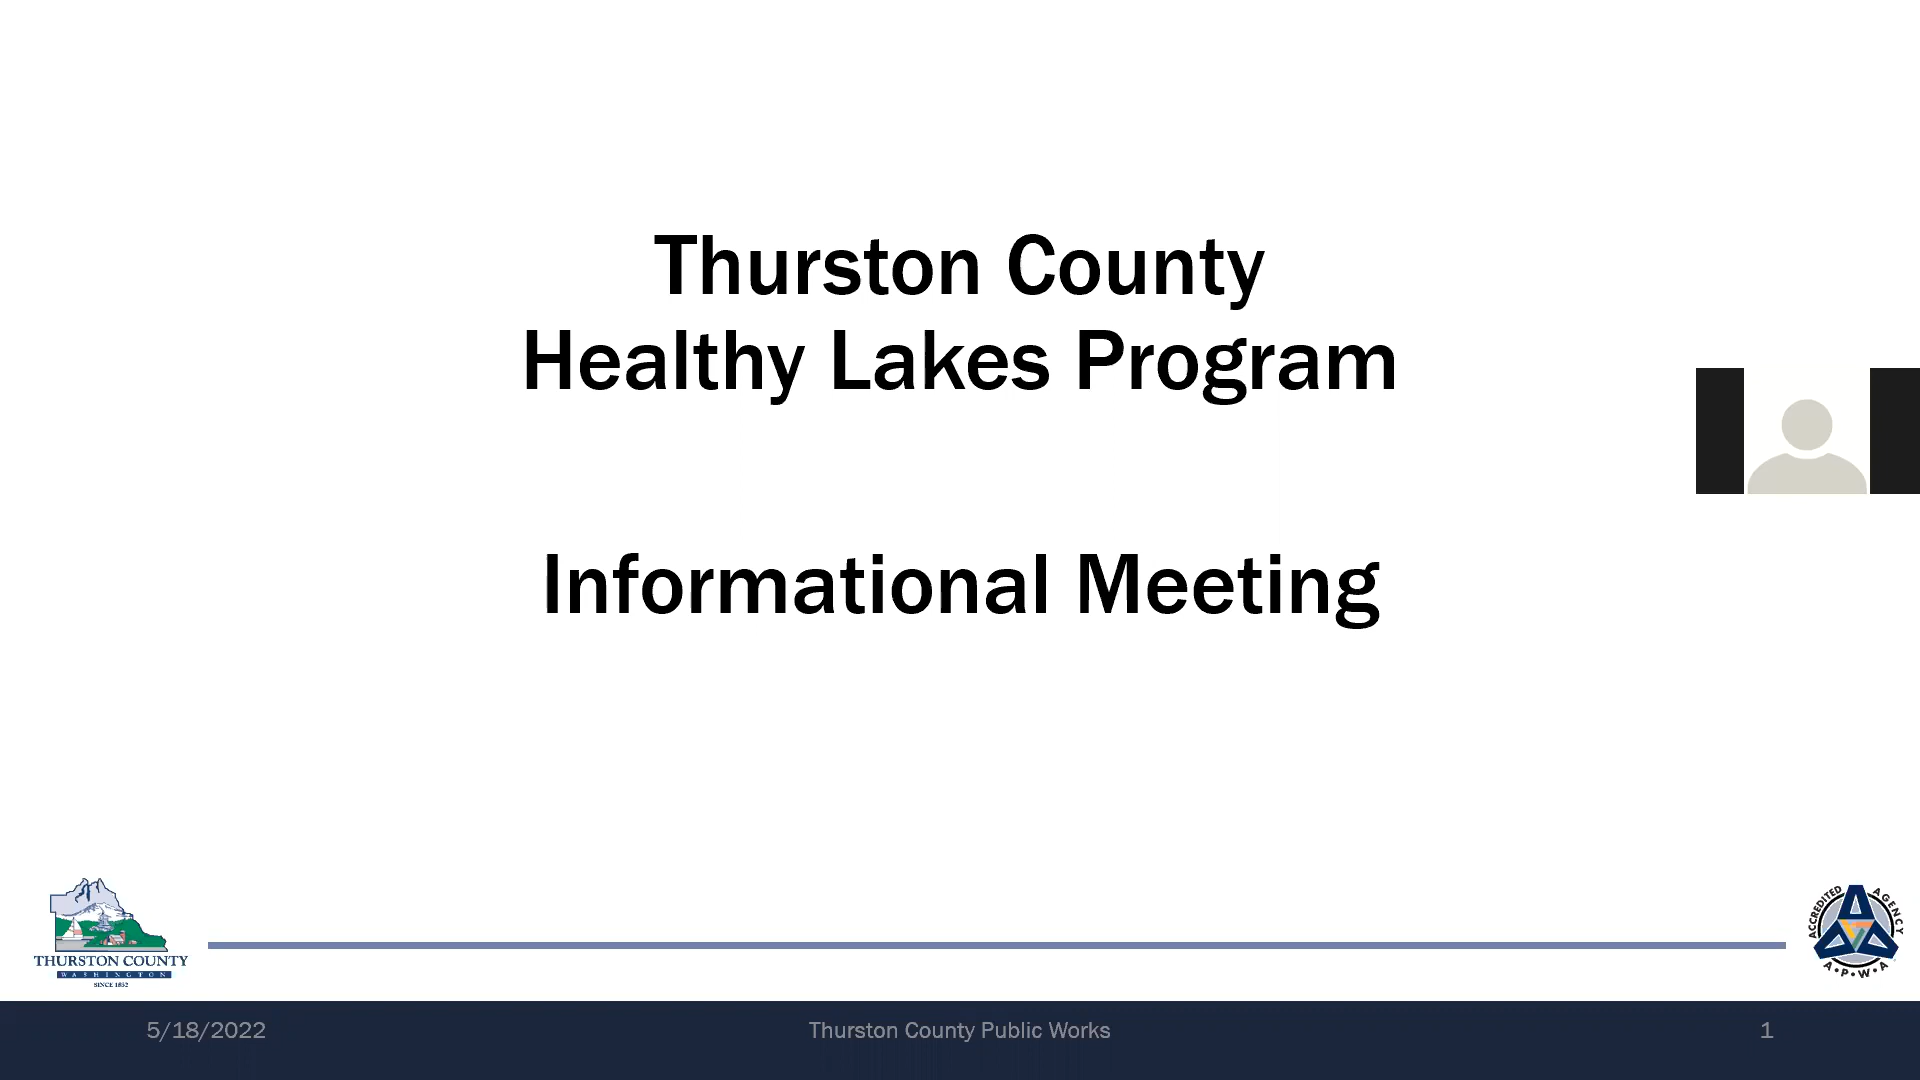 Thurston County
Healthy Lakes Program
Informational Meeting
THURSTON COUNTY
WASHINGTON
SINCE 1852
ACCREDITED AGENCY
A•P•W•A
5/18/2022
Thurston County Public Works
1